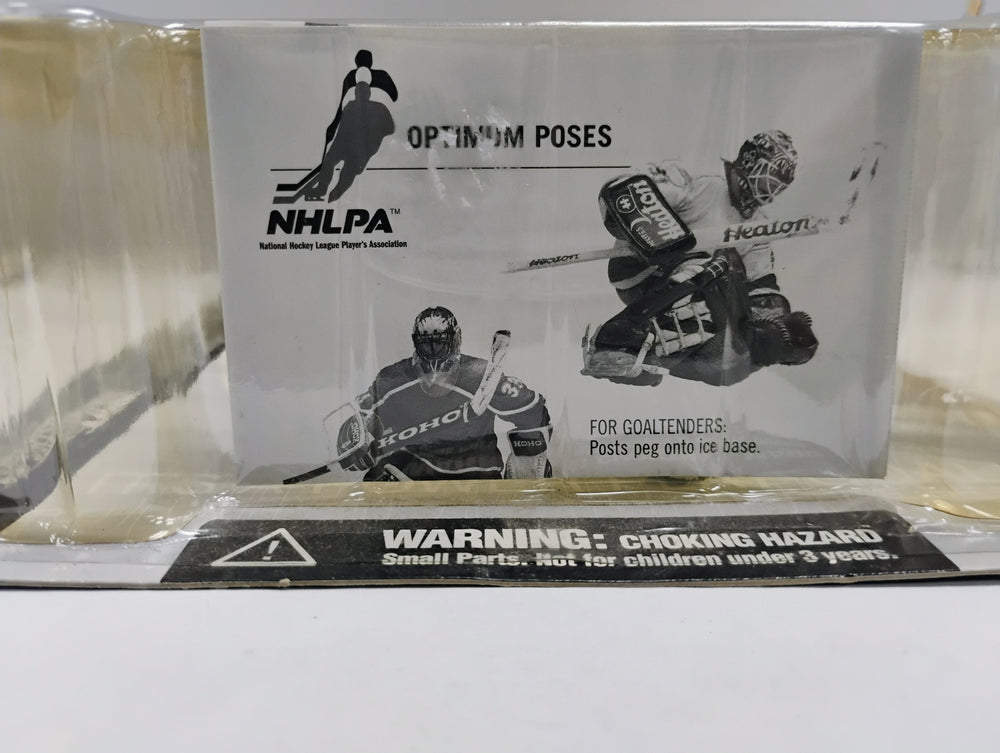 OPTIMUM POSES
NHLPA™
National Hockey League Player's Association
Heaton
Heaton
Heaton
39
KOHO
KOHO
FOR GOALTENDERS:
Posts peg onto ice base.
WARNING: CHOKING HAZARD
Small Parts. Not for children under 3 years.